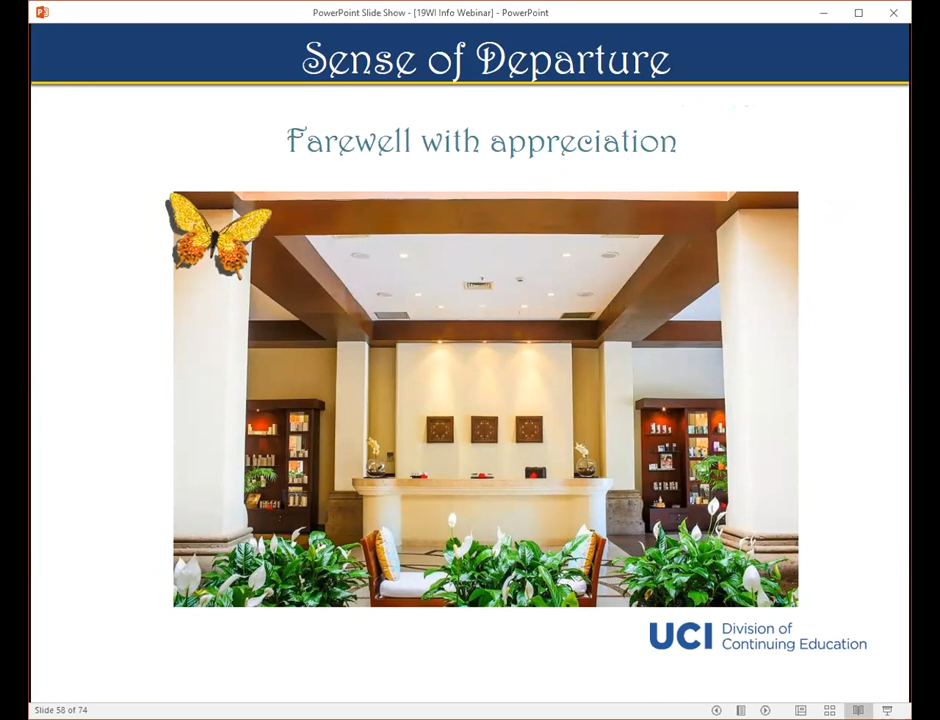 PowerPoint Slide Show - [19WI Info Webinar] - PowerPoint
Sense of Departure
Farewell with appreciation
UCI Division of
Continuing Education
Slide 58 of 74